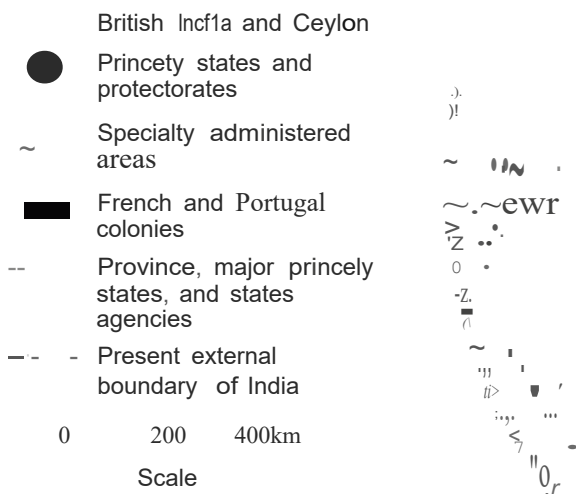 British Incf1a and Ceylon
Princety states and
protectorates
Specialty administered
areas
French and Portugal
colonies
Province, major princely
states, and states
agencies
Present external
boundary of India
0 200 400km
Scale